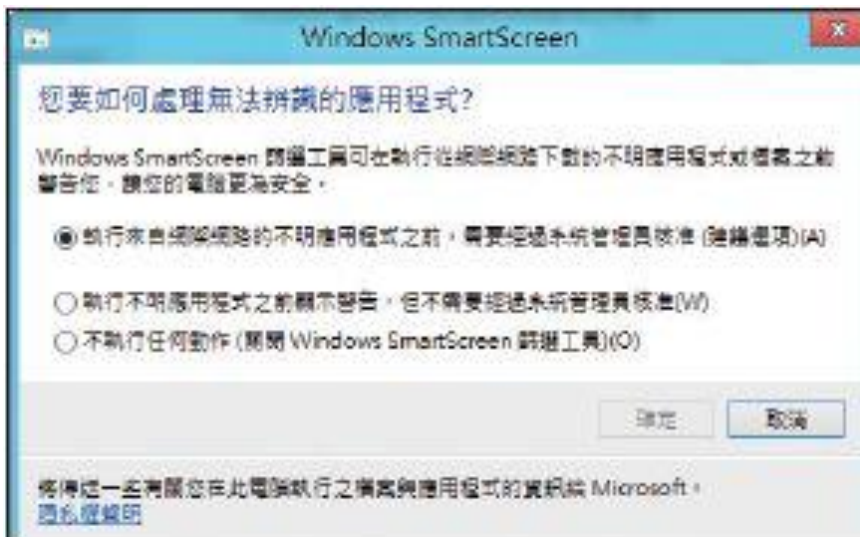 Windows SmartScreen
您要如何處理無法辨識的應用程式?
Windows SmartScreen 篩選工具可在執行從網際網路下載的不明應用程式或檔案之前
警告您，讓您的電腦更為安全。
執行來自網際網路的不明應用程式之前，需要經過系統管理員核准 (建議選項)(A)
執行不明應用程式之前顯示警告，但不需要經過系統管理員核准(W)
不執行任何動作 (關閉 Windows SmartScreen 篩選工具)(O)
確定
取消
將傳送一些有關您在此電腦執行之檔案與應用程式的資訊給 Microsoft。
隱私權聲明